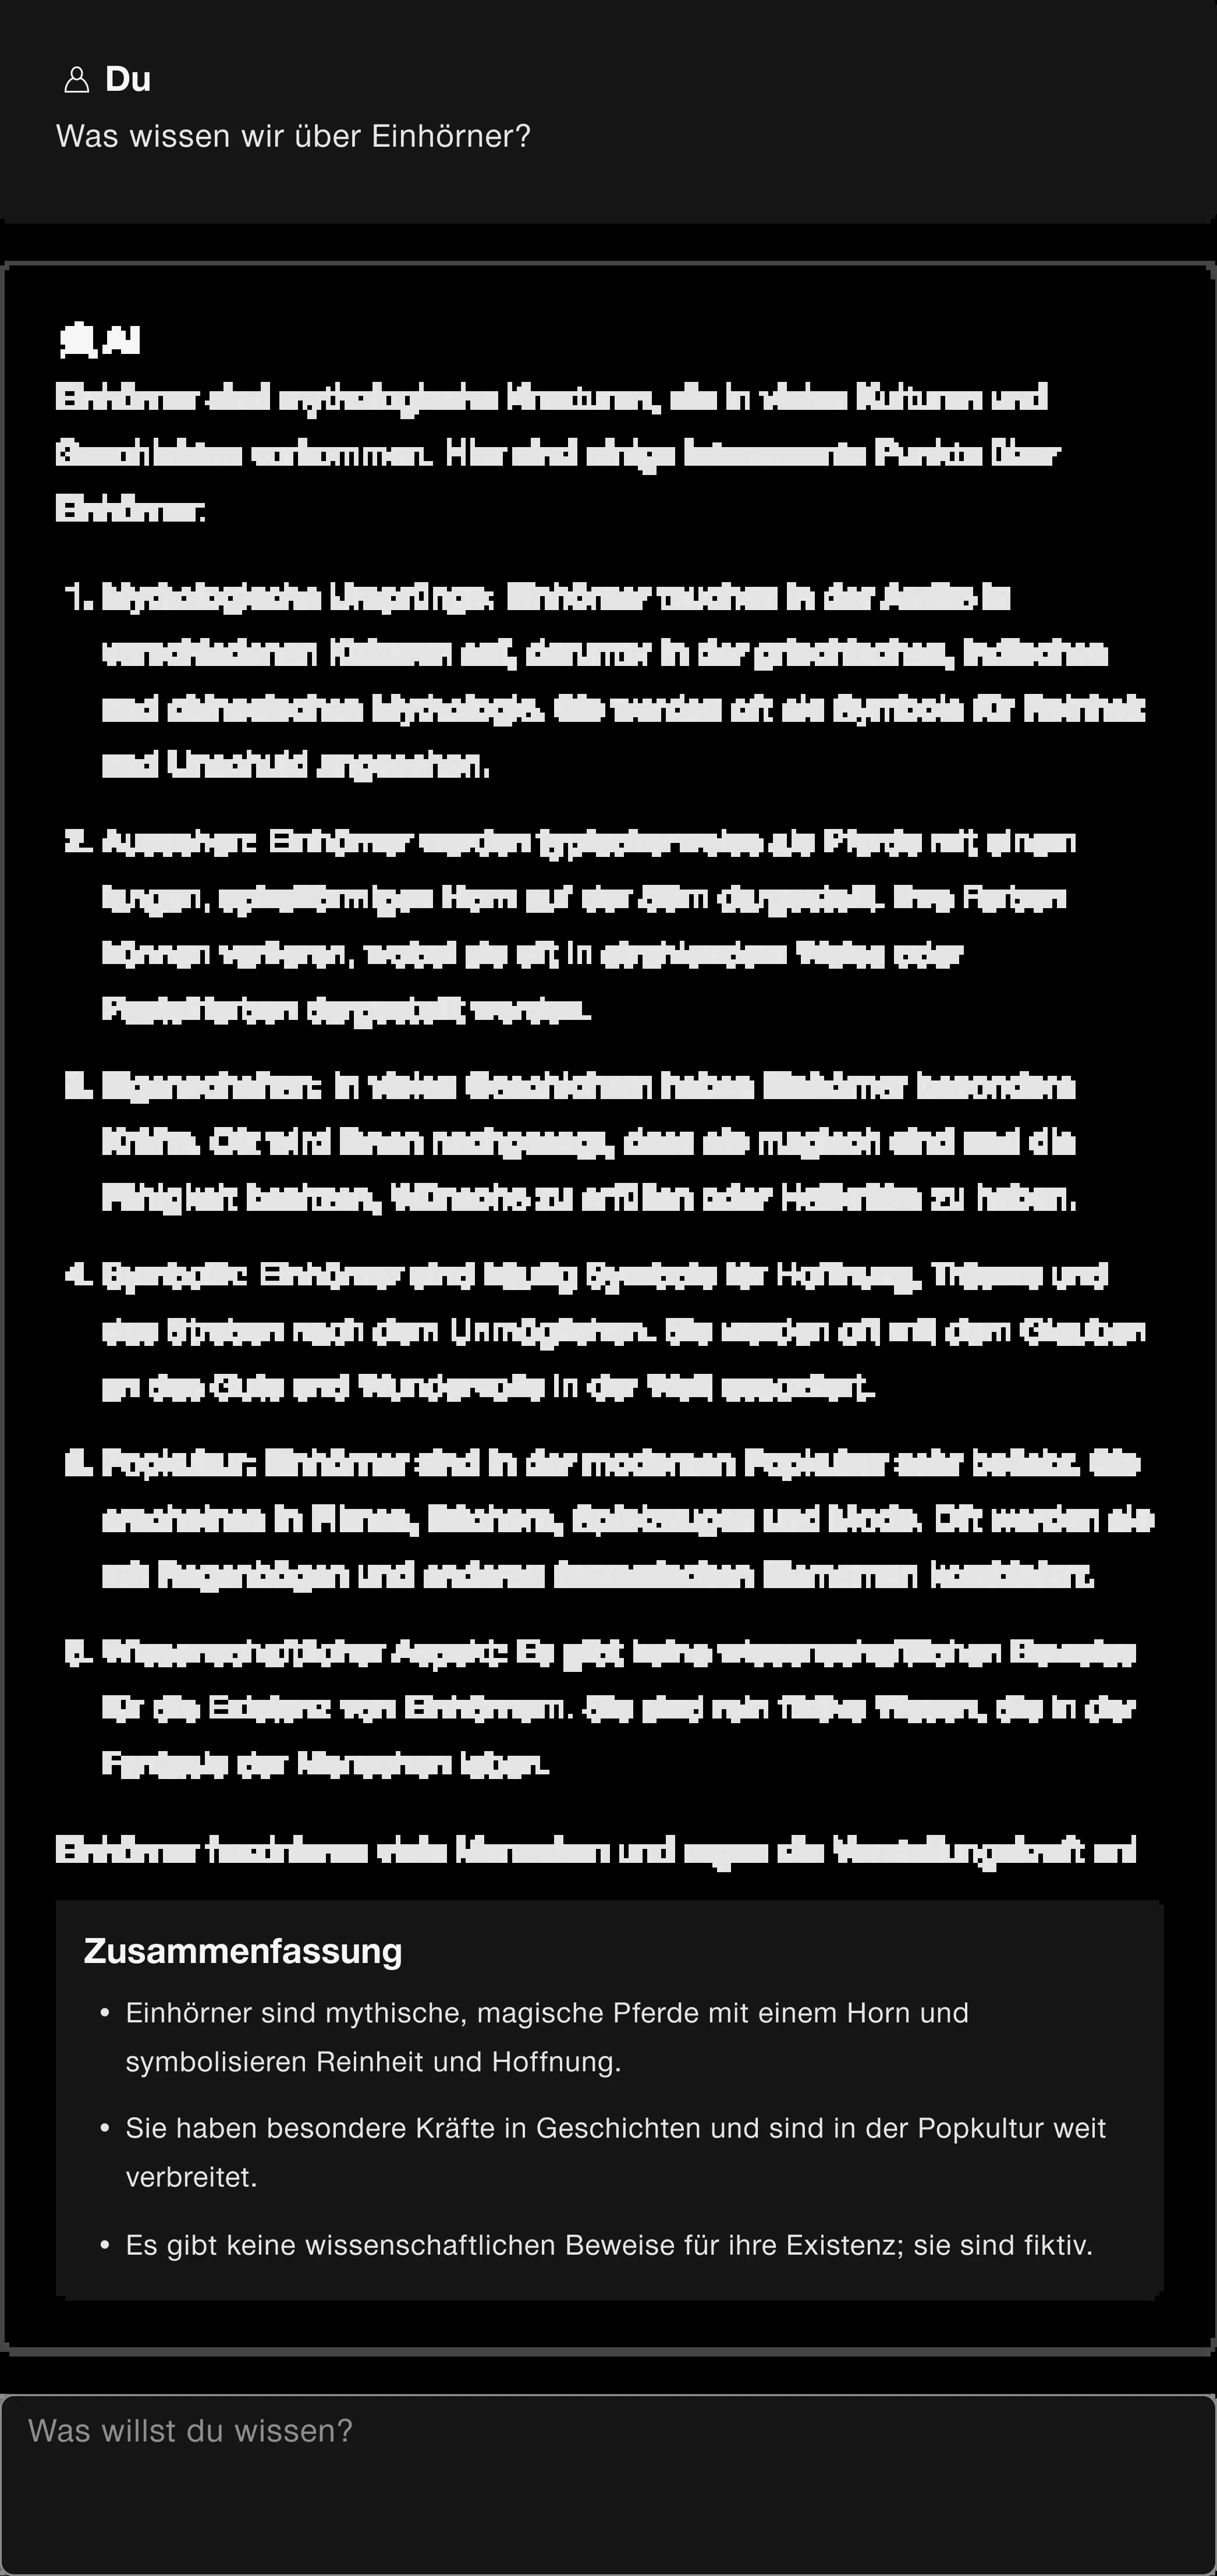 Du
Was wissen wir über Einhörner?
AI
Einhörner sind mythologische Kreaturen, die in vielen Kulturen und
Geschichten vorkommen. Hier sind einige interessante Punkte über
Einhörner:
1. Mythologische Ursprünge: Einhörner tauchen in der Antike in
verschiedenen Kulturen auf, darunter in der griechischen, indischen
und chinesischen Mythologie. Sie werden oft als Symbole für Reinheit
und Unschuld angesehen.
2. Aussehen: Einhörner werden typischerweise als Pferde mit einem
langen, spiralförmigen Horn auf der Stirn dargestellt. Ihre Farben
können variieren, wobei sie oft in strahlendem Weiß oder
Pastellfarben dargestellt werden.
3. Eigenschaften: In vielen Geschichten haben Einhörner besondere
Kräfte. Oft wird ihnen nachgesagt, dass sie magisch sind und die
Fähigkeit besitzen, Wünsche zu erfüllen oder Heilkräfte zu haben.
4. Symbolik: Einhörner sind häufig Symbole für Hoffnung, Träume und
das Streben nach dem Unmöglichen. Sie werden oft mit dem Glauben
an das Gute und Wundervolle in der Welt assoziiert.
5. Popkultur: Einhörner sind in der modernen Popkultur sehr beliebt. Sie
erscheinen in Filmen, Büchern, Spielzeugen und Mode. Oft werden sie
mit Regenbögen und anderen fantastischen Elementen kombiniert.
6. Wissenschaftlicher Aspekt: Es gibt keine wissenschaftlichen Beweise
für die Existenz von Einhörnern. Sie sind rein fiktive Wesen, die in der
Fantasie der Menschen leben.
Einhörner faszinieren viele Menschen und regen die Vorstellungskraft an!
Zusammenfassung
• Einhörner sind mythische, magische Pferde mit einem Horn und
symbolisieren Reinheit und Hoffnung.
• Sie haben besondere Kräfte in Geschichten und sind in der Popkultur weit
verbreitet.
• Es gibt keine wissenschaftlichen Beweise für ihre Existenz; sie sind fiktiv.
Was willst du wissen?